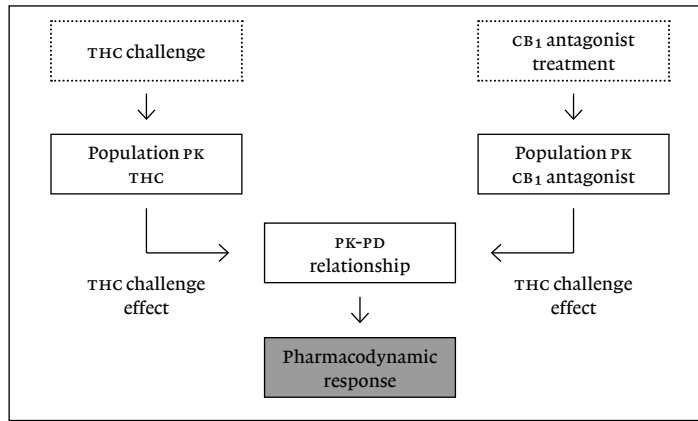 THC challenge
CB1 antagonist
treatment
Population PK
THC
Population PK
CB1 antagonist
PK-PD
relationship
THC challenge
effect
THC challenge
effect
Pharmacodynamic
response